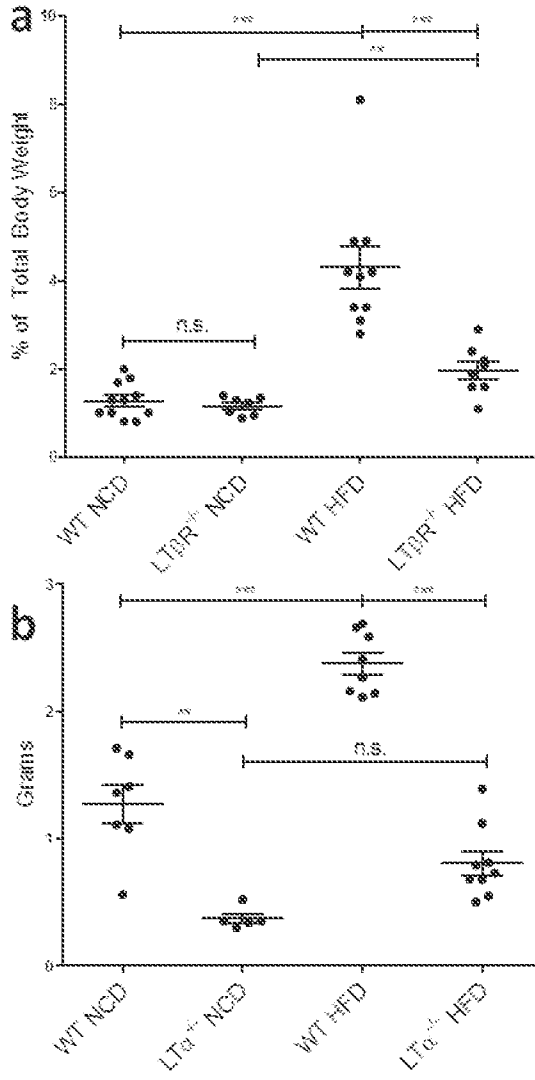 a
10
***
***
**
8
6
4
2
0
% of Total Body Weight
n.s.
WT NCD
LTβR⁻/⁻ NCD
WT HFD
LTβR⁻/⁻ HFD
b
3
***
***
2
**
n.s.
1
0
Grams
WT NCD
LTα⁻/⁻ NCD
WT HFD
LTα⁻/⁻ HFD